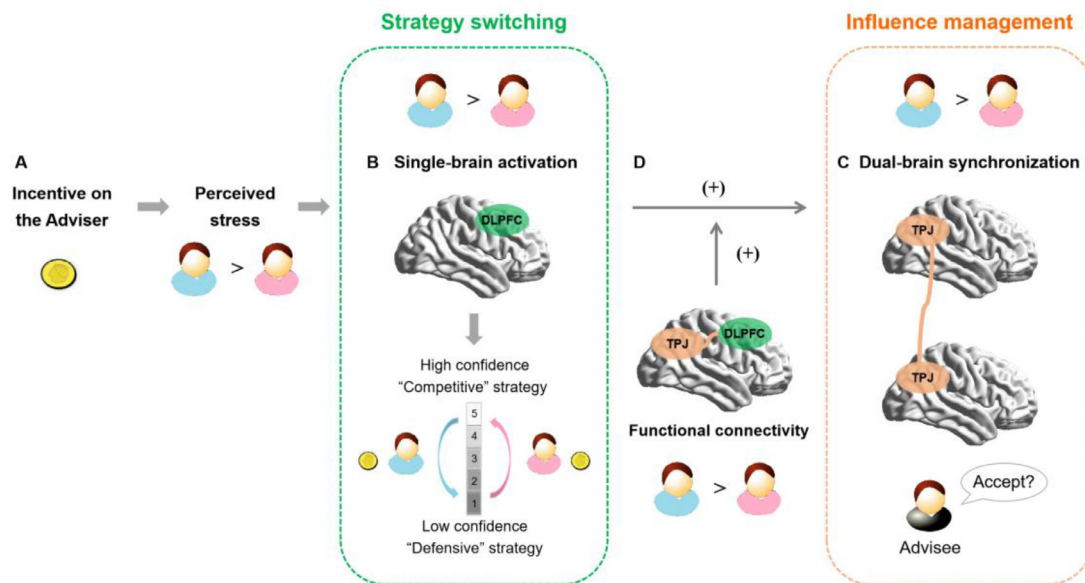 Strategy switching
Influence management
A
Incentive on
the Adviser
Perceived
stress
>
>
B Single-brain activation
DLPFC
High confidence
“Competitive” strategy
5
4
3
2
1
Low confidence
“Defensive” strategy
D
(+)
(+)
TPJ
DLPFC
Functional connectivity
>
>
C Dual-brain synchronization
TPJ
TPJ
Accept?
Advisee